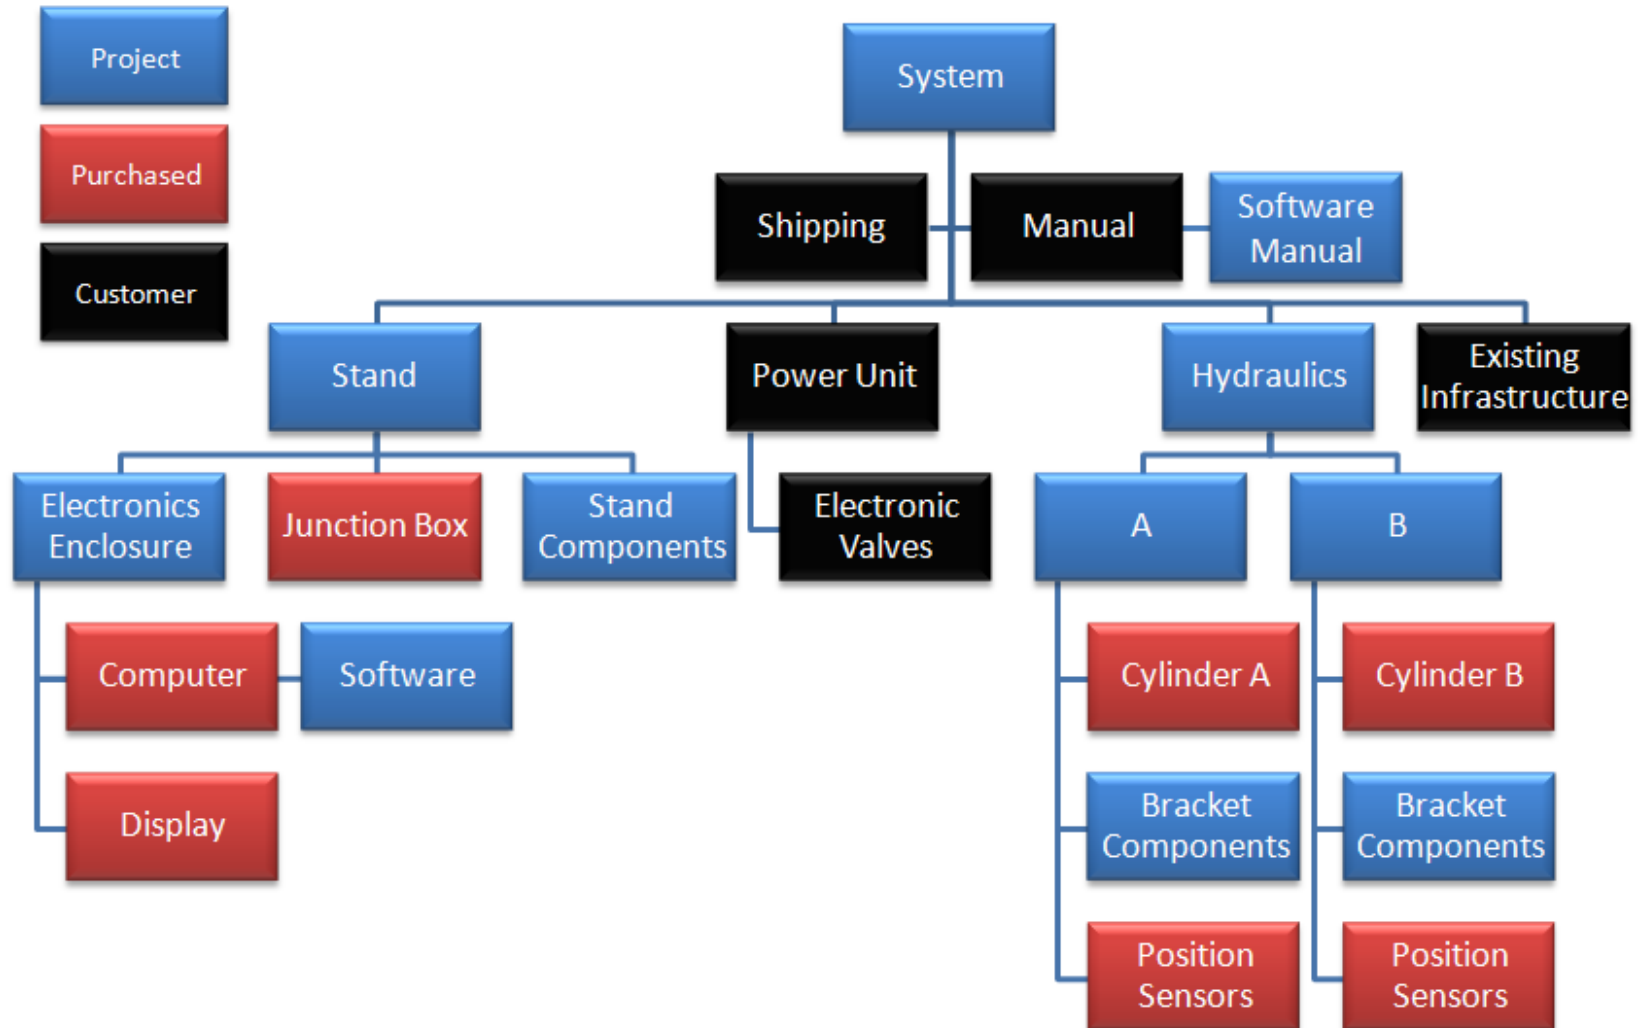 Project
Purchased
Customer
System
Shipping
Manual
Software
Manual
Stand
Power Unit
Hydraulics
Existing
Infrastructure
Electronics
Enclosure
Junction Box
Stand
Components
Electronic
Valves
A
B
Computer
Software
Cylinder A
Cylinder B
Display
Bracket
Components
Bracket
Components
Position
Sensors
Position
Sensors